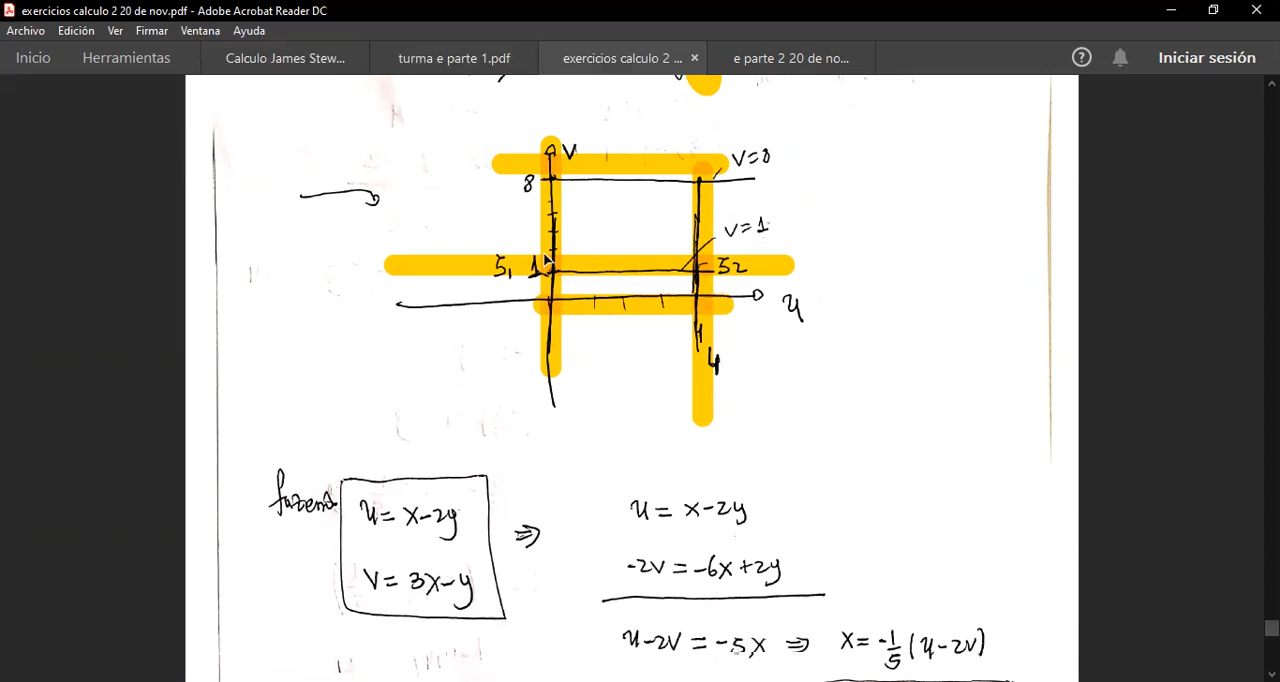 exercicios calculo 2 20 de nov.pdf - Adobe Acrobat Reader DC
Archivo Edición Ver Firmar Ventana Ayuda
Inicio Herramientas Calculo James Stew... turma e parte 1.pdf exercicios calculo 2 ... × e parte 2 20 de no... Iniciar sesión
V
V=8
8
V=1
5, 1
52
u
4
fazend
u= x-2y
V= 3x-y
⇒
u= x-2y
-2V = -6x+2y
u-2V = -5x ⇒ x= -1/5 (u-2V)